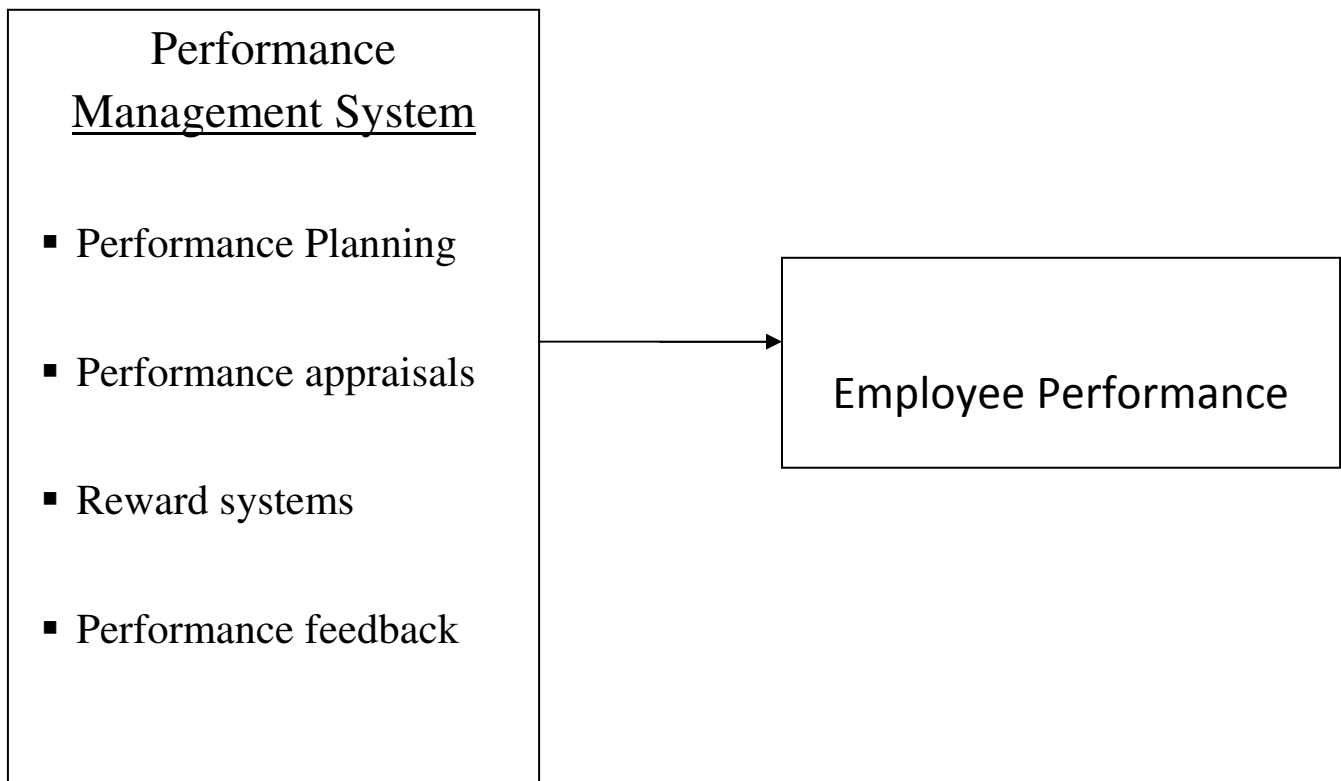 Performance
Management System
▪ Performance Planning
▪ Performance appraisals
▪ Reward systems
▪ Performance feedback
Employee Performance